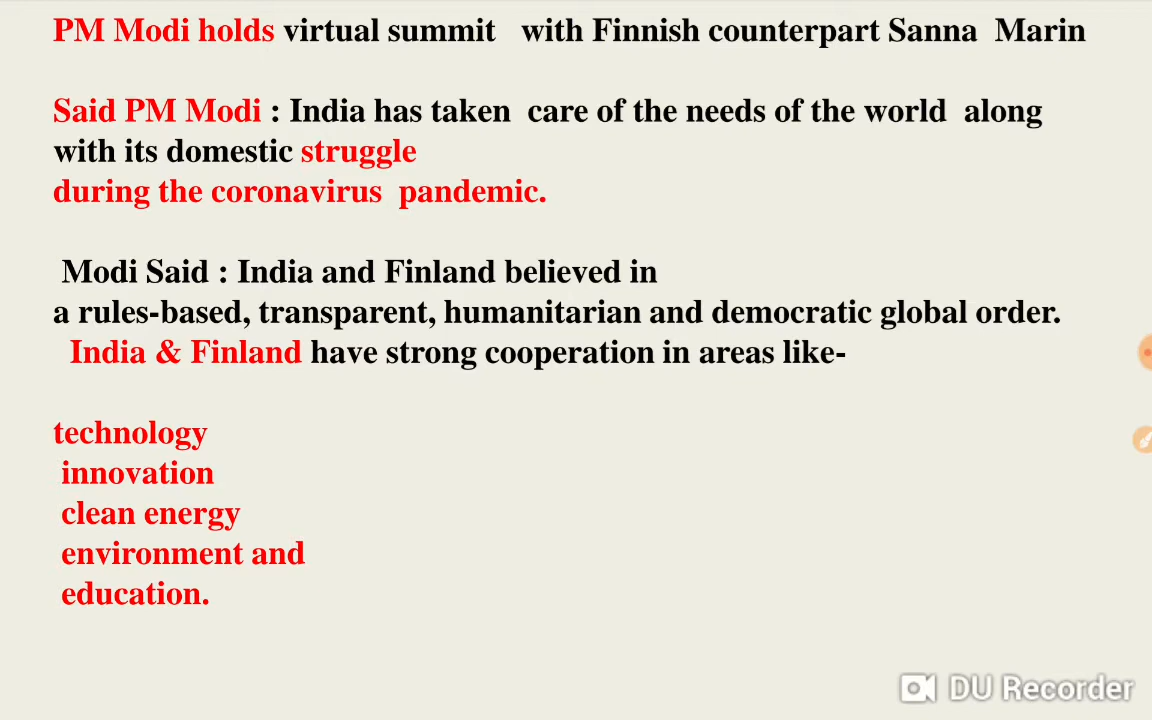 PM Modi holds virtual summit with Finnish counterpart Sanna Marin
Said PM Modi : India has taken care of the needs of the world along
with its domestic struggle
during the coronavirus pandemic.
Modi Said : India and Finland believed in
a rules-based, transparent, humanitarian and democratic global order.
India & Finland have strong cooperation in areas like-
technology
innovation
clean energy
environment and
education.
DU Recorder